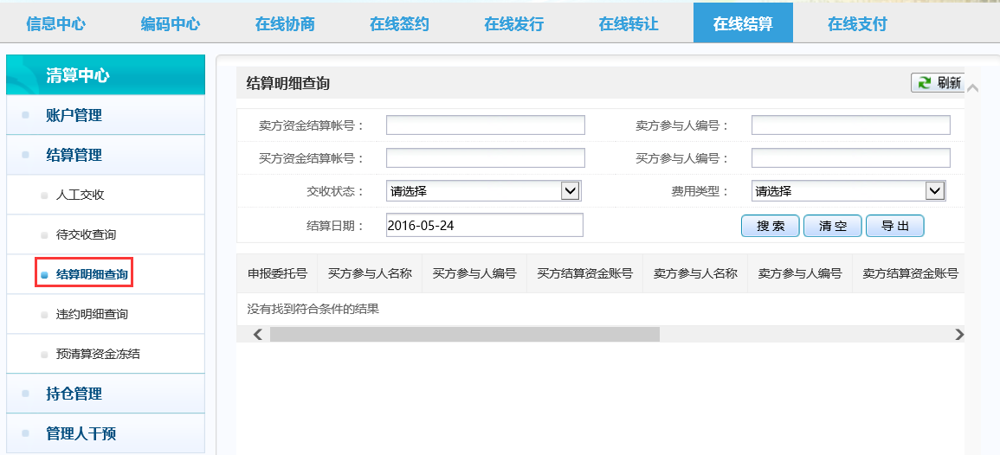 信息中心 编码中心 在线协商 在线签约 在线发行 在线转让 在线结算 在线支付
清算中心
账户管理
结算管理
人工交收
待交收查询
结算明细查询
违约明细查询
预清算资金冻结
持仓管理
管理人干预
结算明细查询 刷新
卖方资金结算帐号： 卖方参与人编号：
买方资金结算帐号： 买方参与人编号：
交收状态： 请选择 费用类型： 请选择
结算日期： 2016-05-24 搜 索 清 空 导 出
申报委托号 买方参与人名称 买方参与人编号 买方结算资金账号 卖方参与人名称 卖方参与人编号 卖方结算资金账号
没有找到符合条件的结果